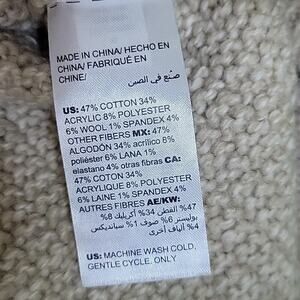 MADE IN CHINA/ HECHO EN
CHINA/ FABRIQUÉ EN
CHINE/
صنع في الصين
US: 47% COTTON 34%
ACRYLIC 8% POLYESTER
6% WOOL 1% SPANDEX 4%
OTHER FIBERS MX: 47%
ALGODÓN 34% acrílico 8%
poliéster 6% LANA 1%
elastano 4% otras fibras CA:
47% COTON 34%
ACRYLIQUE 8% POLYESTER
6% LAINE 1% SPANDEX 4%
AUTRES FIBRES AE/KW:
47% القطن 34% أكريليك 8%
بوليستر 6% صوف 1% سبانديكس
4% ألياف أخرى
US: MACHINE WASH COLD,
GENTLE CYCLE. ONLY